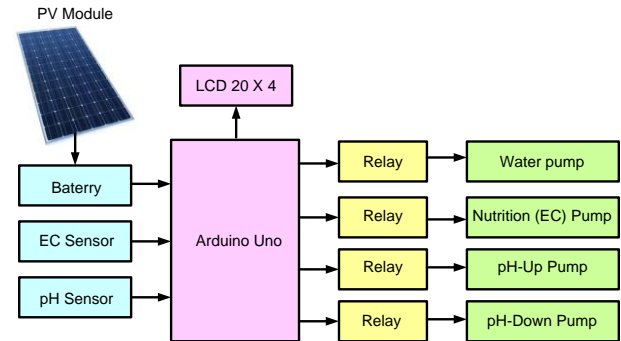 PV Module
LCD 20 X 4
Baterry
EC Sensor
pH Sensor
Arduino Uno
Relay
Water pump
Relay
Nutrition (EC) Pump
Relay
pH-Up Pump
Relay
pH-Down Pump